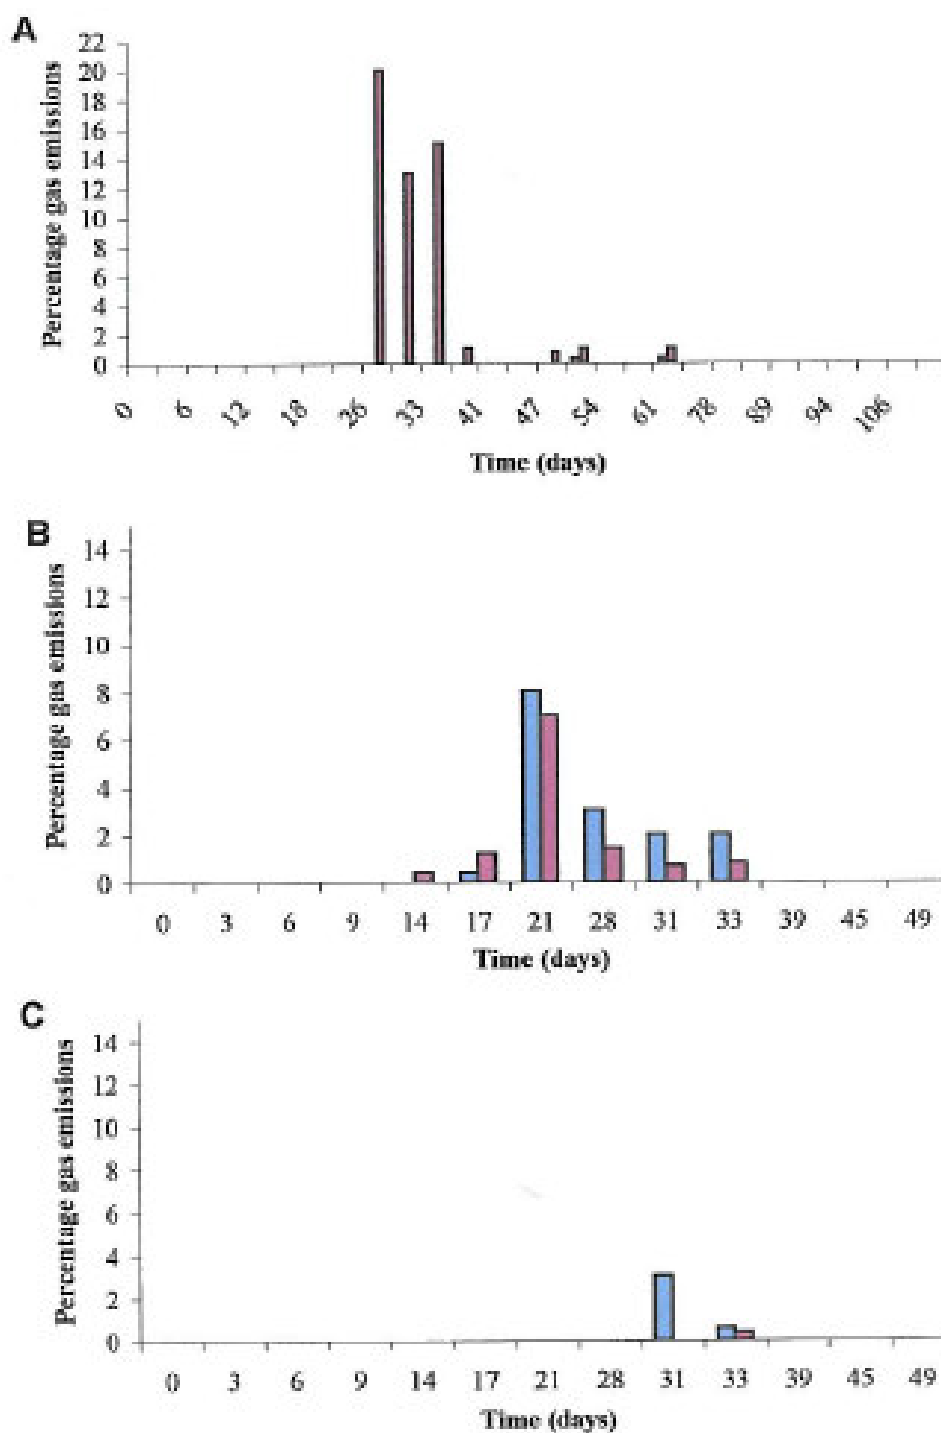 A
Percentage gas emissions
22
20
18
16
14
12
10
8
6
4
2
0
0 6 12 18 26 33 41 47 54 61 78 89 94 106
Time (days)
B
Percentage gas emissions
14
12
10
8
6
4
2
0
0 3 6 9 14 17 21 28 31 33 39 45 49
Time (days)
C
Percentage gas emissions
14
12
10
8
6
4
2
0
0 3 6 9 14 17 21 28 31 33 39 45 49
Time (days)